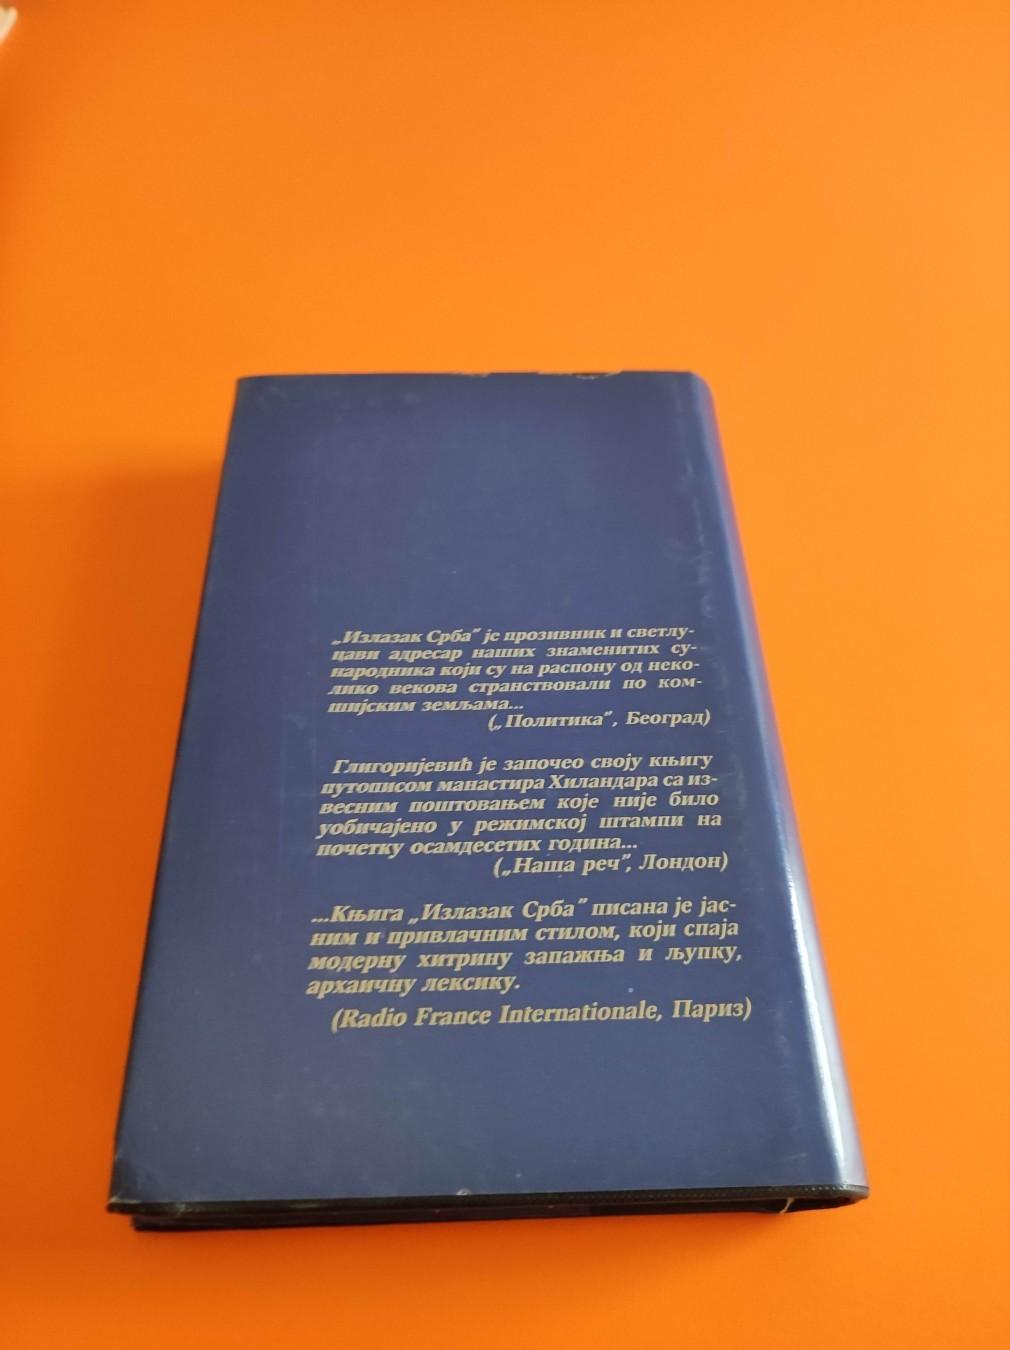 „Излазак Срба" је прозивник и светлу-
цави адресар наших знаменитих су-
народника који су на распону од неко-
лико векова странствовали по ком-
шијским земљама...
(„Политика", Београд)
Глигоријевић је започео своју књигу
путописом манастира Хиландара са из-
весним поштовањем које није било
уобичајено у режимској штампи на
почетку осамдесетих година...
(„Наша реч", Лондон)
...Књига „Излазак Срба" писана је јас-
ним и привлачним стилом, који спаја
модерну хитрину запажња и љупку,
архаичну лексику.
(Radio France Internationale, Париз)